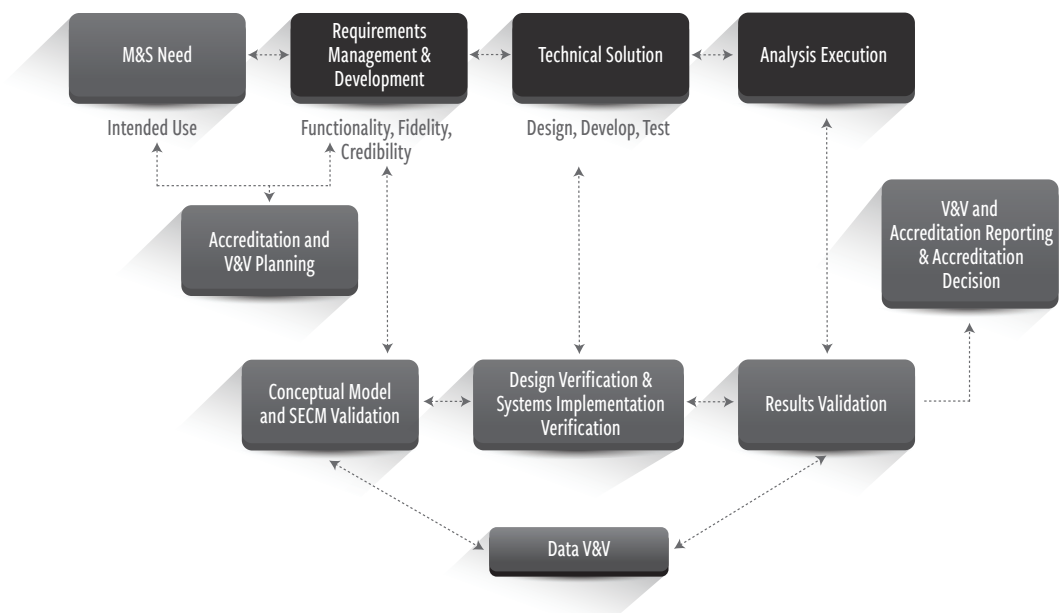 M&S Need
Requirements
Management &
Development
Technical Solution
Analysis Execution
Intended Use
Functionality, Fidelity,
Credibility
Design, Develop, Test
Accreditation and
V&V Planning
V&V and
Accreditation Reporting
& Accreditation
Decision
Conceptual Model
and SECM Validation
Design Verification &
Systems Implementation
Verification
Results Validation
Data V&V